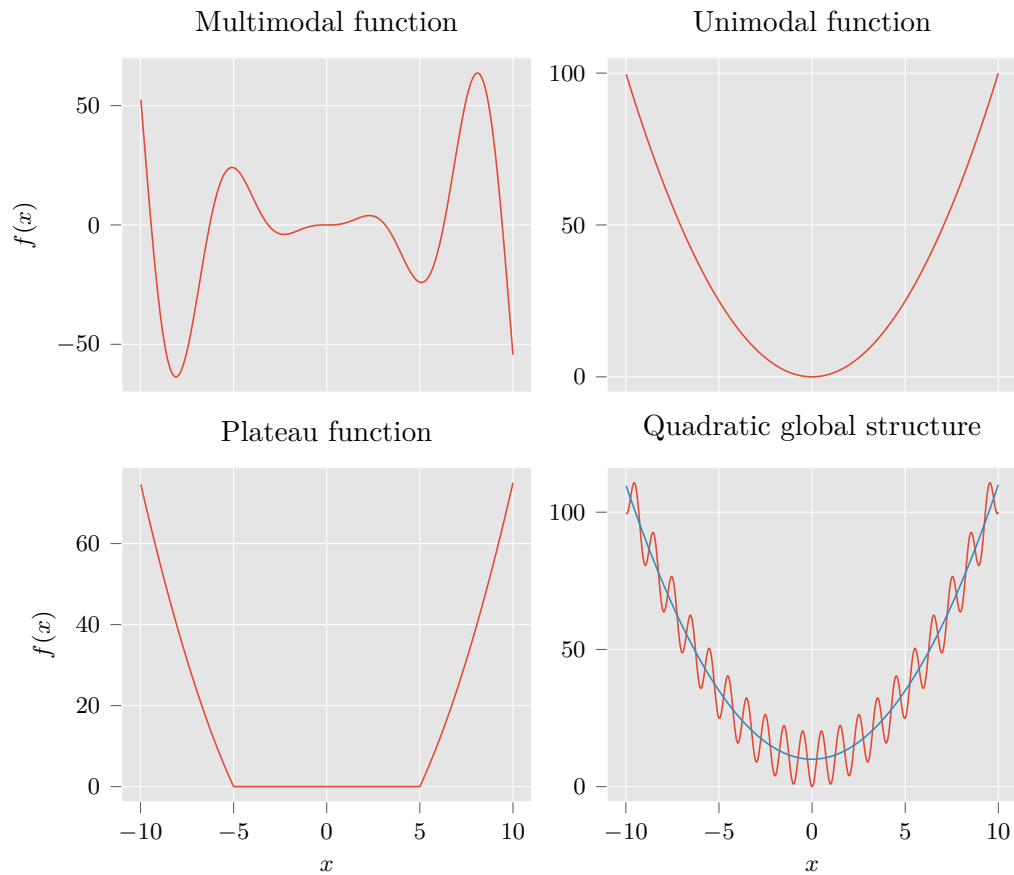 Multimodal function
Unimodal function
50
0
−50
f(x)
100
50
0
Plateau function
Quadratic global structure
60
40
20
0
f(x)
−10 −5 0 5 10
x
100
50
0
−10 −5 0 5 10
x